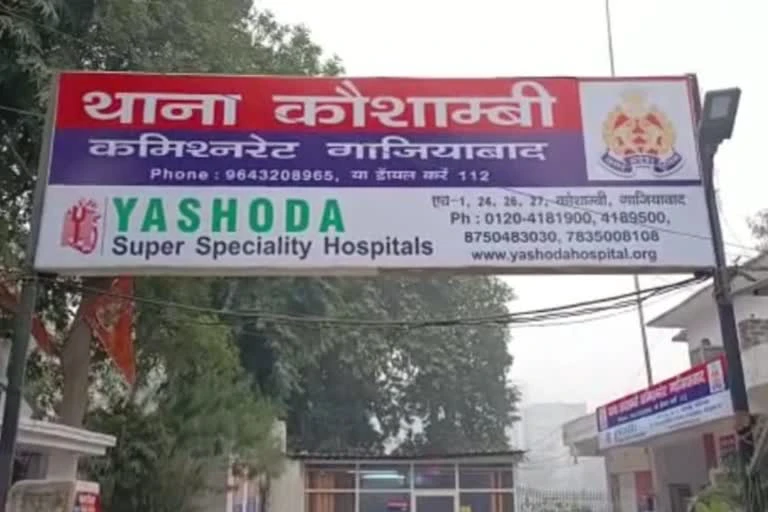 थाना कौशाम्बी
कमिश्नरेट गाजियाबाद
Phone : 9643208965, या डॅायल करें 112
YASHODA
Super Speciality Hospitals
एच-1, 24, 26, 27, कौशाम्बी, गाजियाबाद
Ph : 0120-4181900, 4189500,
8750483030, 7835008108
www.yashodahospital.org